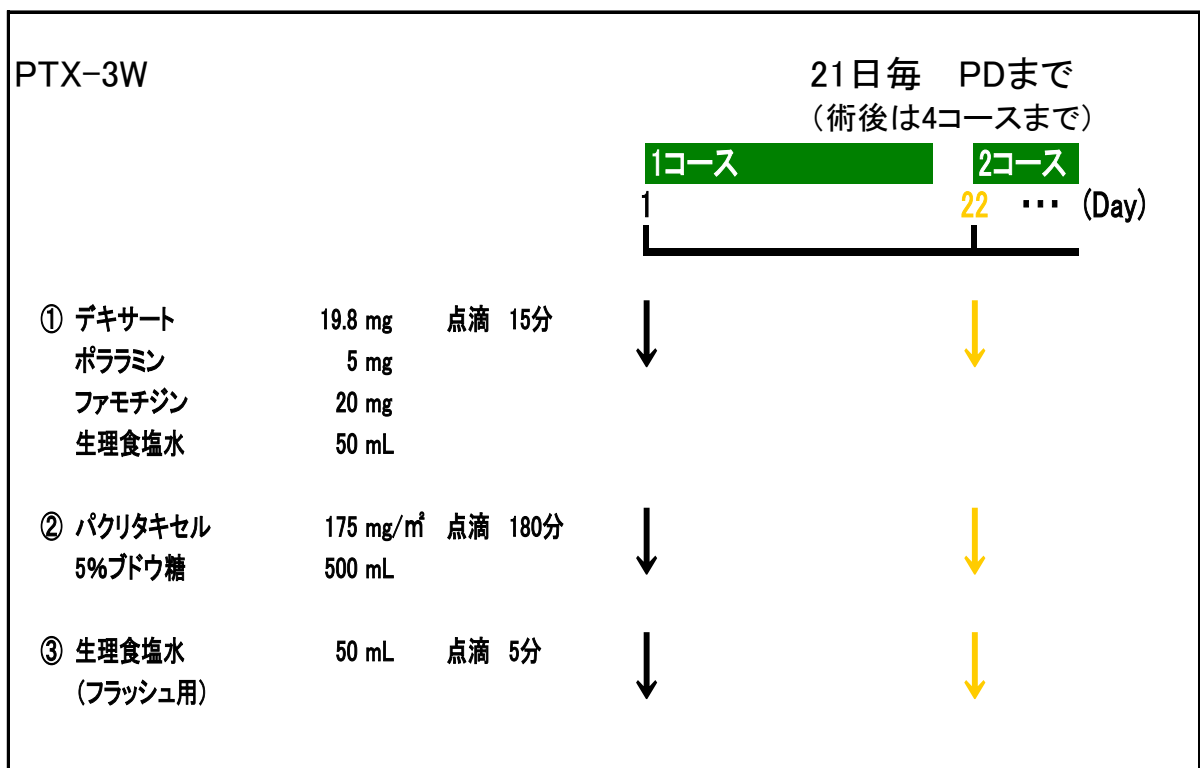 PTX-3W 21日毎 PDまで
(術後は4コースまで)
1コース 2コース
1 22 ・・・ (Day)
① デキサート 19.8 mg 点滴 15分
ポララミン 5 mg
ファモチジン 20 mg
生理食塩水 50 mL
② パクリタキセル 175 mg/㎡ 点滴 180分
5%ブドウ糖 500 mL
③ 生理食塩水 50 mL 点滴 5分
(フラッシュ用)